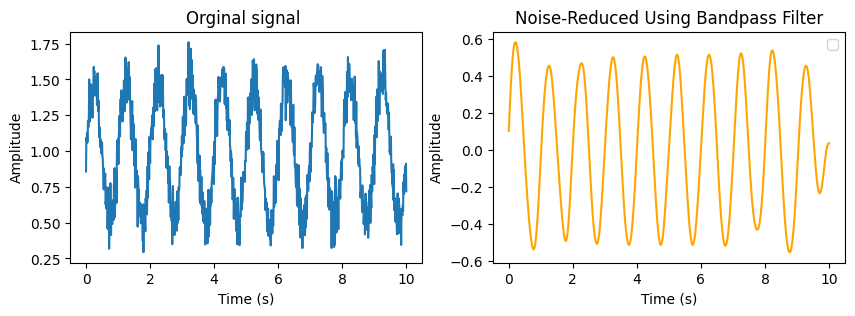 Orginal signal
1.75
1.50
1.25
1.00
0.75
0.50
0.25
Amplitude
0 2 4 6 8 10
Time (s)
Noise-Reduced Using Bandpass Filter
0.6
0.4
0.2
0.0
−0.2
−0.4
−0.6
Amplitude
0 2 4 6 8 10
Time (s)